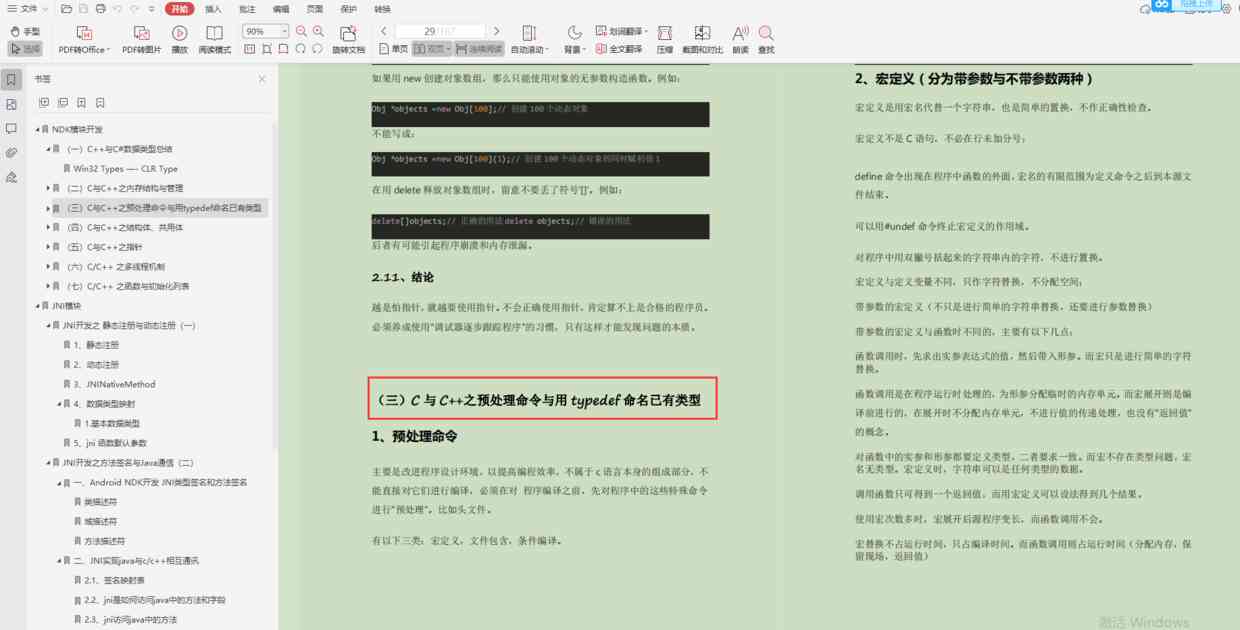 文件
开始 插入 批注 编辑 页面 保护 转换
拖拽上传
手型
选择
PDF转Office
PDF转图片
播放
阅读模式
90%
旋转文档
29/167
单页
双页
连续阅读
自动滚动
背景
划词翻译
全文翻译
压缩
截图和对比
朗读
查找
书签
NDK模块开发
（一）C++与C#数据类型总结
Win32 Types —- CLR Type
（二）C与C++之内存结构与管理
（三）C与C++之预处理命令与用typedef命名已有类型
（四）C与C++之结构体、共用体
（五）C与C++之指针
（六）C/C++ 之多线程机制
（七）C/C++ 之函数与初始化列表
JNI模块
JNI开发之 静态注册与动态注册（一）
1、静态注册
2、动态注册
3、JNINativeMethod
4、数据类型映射
1.基本数据类型
5、jni 函数默认参数
JNI开发之方法签名与Java通信（二）
一、Android NDK开发 JNI类型签名和方法签名
类描述符
域描述符
方法描述符
二、JNI实现java与c/c++相互通讯
2.1、签名映射表
2.2、jni是如何访问java中的方法和字段
2.3、jni访问java中的方法
如果用 new 创建对象数组，那么只能使用对象的无参数构造函数。例如：
Obj *objects =new Obj[100];// 创建 100 个动态对象
不能写成：
Obj *objects =new Obj[100](1);// 创建 100 个动态对象的同时赋初值 1
在用 delete 释放对象数组时，留意不要丢了符号‘[]’。例如：
delete[]objects;// 正确的用法 delete objects;// 错误的用法
后者有可能引起程序崩溃和内存泄漏。
2.11、结论
越是怕指针，就越要使用指针。不会正确使用指针，肯定算不上是合格的程序员。
必须养成使用“调试器逐步跟踪程序”的习惯，只有这样才能发现问题的本质。
（三）C 与 C++之预处理命令与用 typedef 命名已有类型
1、预处理命令
主要是改进程序设计环境，以提高编程效率，不属于 c 语言本身的组成部分，不
能直接对它们进行编译，必须在对 程序编译之前，先对程序中的这些特殊命令
进行“预处理”。比如头文件。
有以下三类：宏定义，文件包含，条件编译。
2、宏定义（分为带参数与不带参数两种）
宏定义是用宏名代替一个字符串，也是简单的置换，不作正确性检查。
宏定义不是 C 语句，不必在行末加分号；
define 命令出现在程序中函数的外面，宏名的有限范围为定义命令之后到本源文
件结束。
可以用#undef 命令终止宏定义的作用域。
对程序中用双撇号括起来的字符串内的字符，不进行置换。
宏定义与定义变量不同，只作字符替换，不分配空间；
带参数的宏定义（不只是进行简单的字符串替换，还要进行参数替换）
带参数的宏定义与函数时不同的，主要有以下几点：
函数调用时，先求出实参表达式的值，然后带入形参。而宏只是进行简单的字符
替换。
函数调用是在程序运行时处理的，为形参分配临时的内存单元。而宏展开则是编
译前进行的，在展开时不分配内存单元，不进行值的传递处理，也没有“返回值”
的概念。
对函数中的实参和形参都要定义类型，二者要求一致。而宏不存在类型问题，宏
名无类型。宏定义时，字符串可以是任何类型的数据。
调用函数只可得到一个返回值，而用宏定义可以设法得到几个结果。
使用宏次数多时，宏展开后源程序变长，而函数调用不会。
宏替换不占运行时间，只占编译时间。而函数调用则占运行时间（分配内存，保
留现场，返回值）
激活 Windows